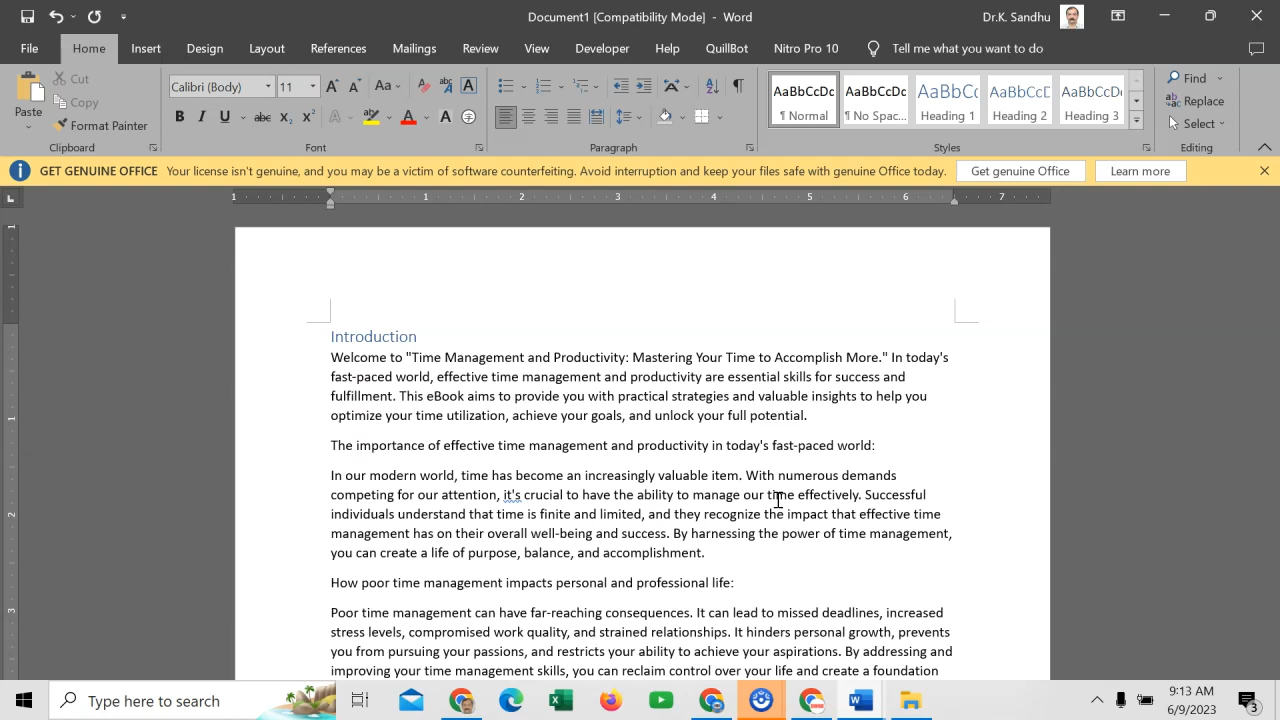 Document1 [Compatibility Mode] - Word
Dr.K. Sandhu
File Home Insert Design Layout References Mailings Review View Developer Help QuillBot Nitro Pro 10 Tell me what you want to do
Paste
Cut
Copy
Format Painter
Clipboard
Calibri (Body) 11
Font
Paragraph
AaBbCcDc AaBbCcDc AaBbCc AaBbCcD AaBbCcD
¶ Normal ¶ No Spac... Heading 1 Heading 2 Heading 3
Styles
Find
Replace
Select
Editing
GET GENUINE OFFICE Your license isn't genuine, and you may be a victim of software counterfeiting. Avoid interruption and keep your files safe with genuine Office today. Get genuine Office Learn more
1 1 2 3 4 5 6 7
Introduction
Welcome to "Time Management and Productivity: Mastering Your Time to Accomplish More." In today's
fast-paced world, effective time management and productivity are essential skills for success and
fulfillment. This eBook aims to provide you with practical strategies and valuable insights to help you
optimize your time utilization, achieve your goals, and unlock your full potential.
The importance of effective time management and productivity in today's fast-paced world:
In our modern world, time has become an increasingly valuable item. With numerous demands
competing for our attention, it's crucial to have the ability to manage our time effectively. Successful
individuals understand that time is finite and limited, and they recognize the impact that effective time
management has on their overall well-being and success. By harnessing the power of time management,
you can create a life of purpose, balance, and accomplishment.
How poor time management impacts personal and professional life:
Poor time management can have far-reaching consequences. It can lead to missed deadlines, increased
stress levels, compromised work quality, and strained relationships. It hinders personal growth, prevents
you from pursuing your passions, and restricts your ability to achieve your aspirations. By addressing and
improving your time management skills, you can reclaim control over your life and create a foundation
Type here to search
9:13 AM
6/9/2023
3